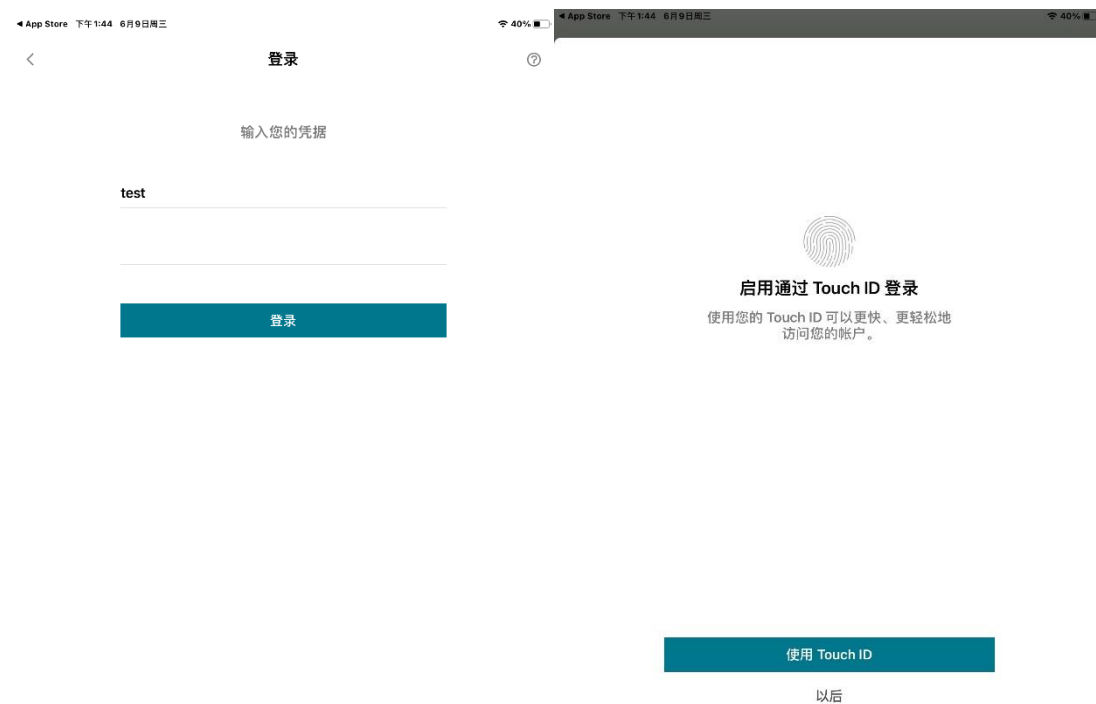 ◀ App Store 下午1:44 6月9日周三
40%
登录
输入您的凭据
test
登录
◀ App Store 下午1:44 6月9日周三
40%
启用通过 Touch ID 登录
使用您的 Touch ID 可以更快、更轻松地
访问您的帐户。
使用 Touch ID
以后